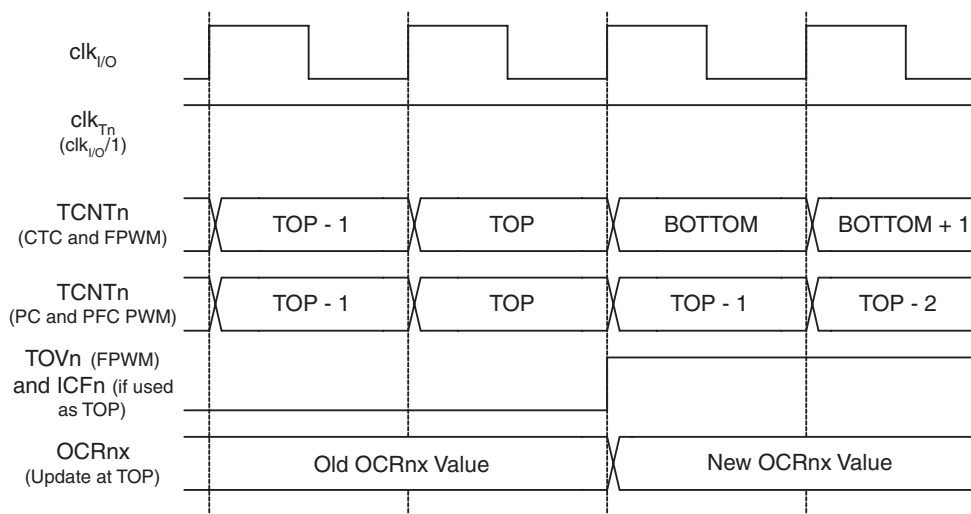 clkI/O
clkTn
(clkI/O/1)
TCNTn
(CTC and FPWM)
TOP - 1
TOP
BOTTOM
BOTTOM + 1
TCNTn
(PC and PFC PWM)
TOP - 1
TOP
TOP - 1
TOP - 2
TOVn (FPWM)
and ICFn (if used
as TOP)
OCRnx
(Update at TOP)
Old OCRnx Value
New OCRnx Value